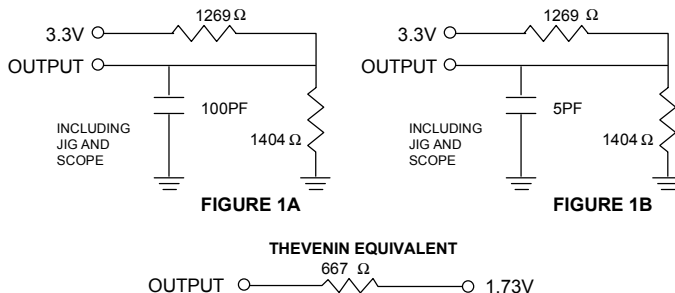 1269 Ω
3.3V
OUTPUT
100PF
INCLUDING
JIG AND
SCOPE
1404 Ω
FIGURE 1A
1269 Ω
3.3V
OUTPUT
5PF
INCLUDING
JIG AND
SCOPE
1404 Ω
FIGURE 1B
THEVENIN EQUIVALENT
667 Ω
OUTPUT
1.73V